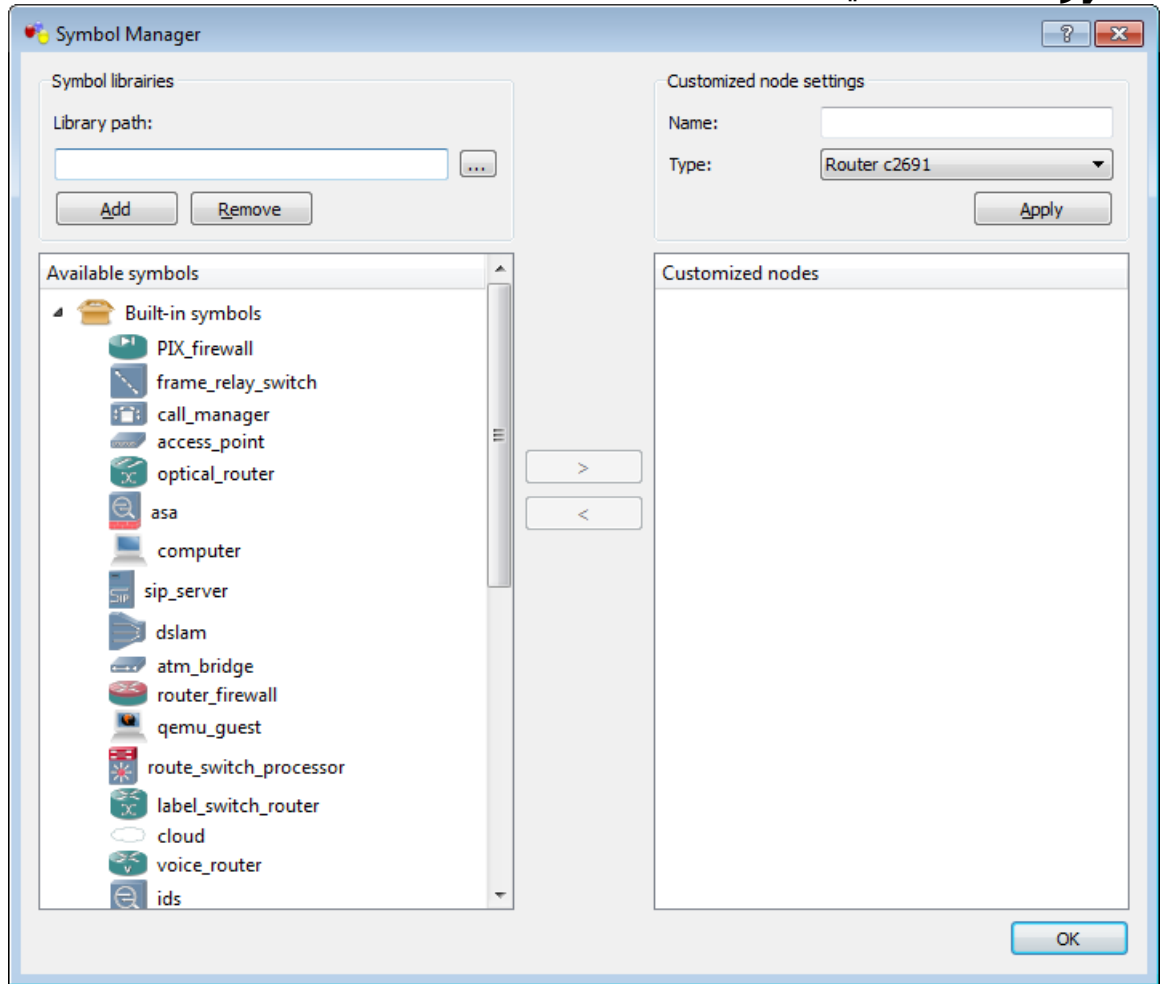 Symbol Manager
Symbol librairies
Library path:
...
Add
Remove
Customized node settings
Name:
Type:
Router c2691
Apply
Available symbols
Built-in symbols
PIX_firewall
frame_relay_switch
call_manager
access_point
optical_router
asa
computer
SIP
sip_server
dslam
atm_bridge
router_firewall
qemu_guest
route_switch_processor
label_switch_router
cloud
V
voice_router
ids
>
<
Customized nodes
OK